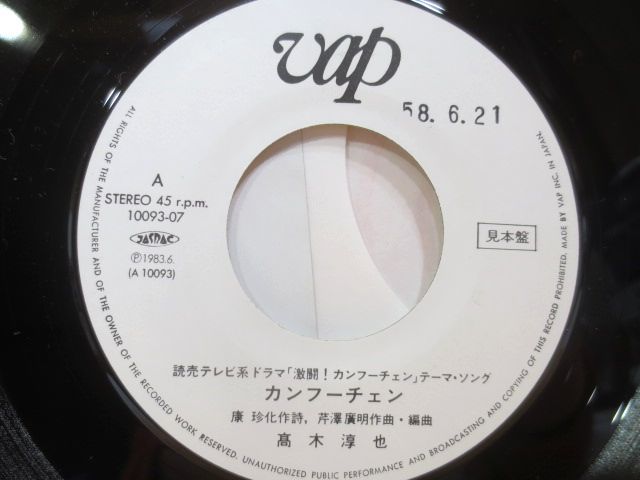 vap
58. 6. 21
A
STEREO 45 r.p.m.
10093-07
JASRAC
Ⓟ1983.6.
(A 10093)
見本盤
読売テレビ系ドラマ「激闘!カンフーチェン」テーマ・ソング
カンフーチェン
康 珍化作詩, 芹澤廣明作曲・編曲
髙木淳也
ALL RIGHTS OF THE MANUFACTURER AND OF THE OWNER OF THE RECORDED WORK RESERVED. UNAUTHORIZED PUBLIC PERFORMANCE AND BROADCASTING AND COPYING OF THIS RECORD PROHIBITED. MADE BY VAP INC. IN JAPAN.